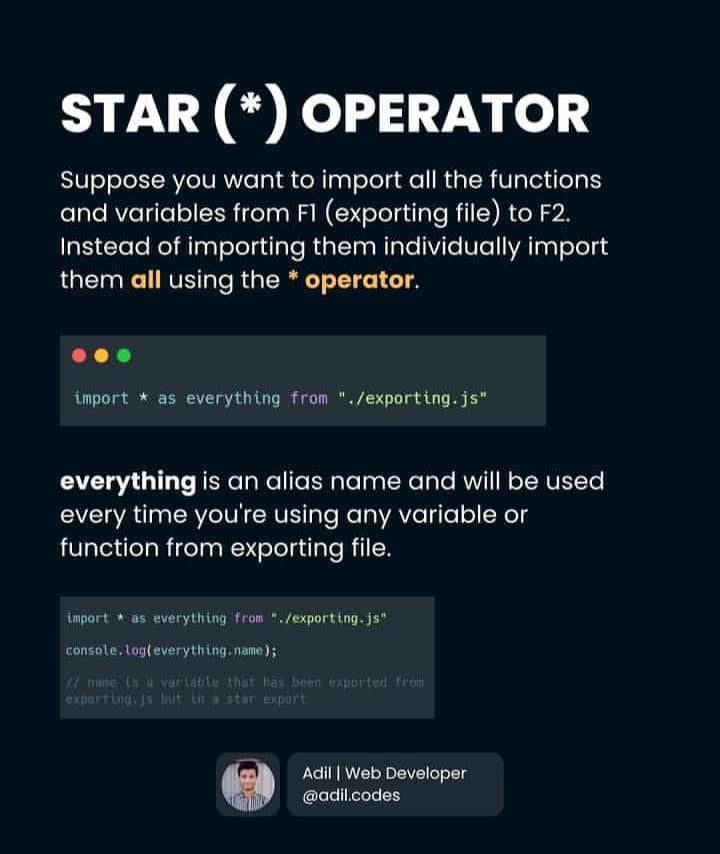 STAR (*) OPERATOR
Suppose you want to import all the functions
and variables from F1 (exporting file) to F2.
Instead of importing them individually import
them all using the * operator.
import * as everything from "./exporting.js"
everything is an alias name and will be used
every time you're using any variable or
function from exporting file.
import * as everything from "./exporting.js"
console.log(everything.name);
// name is a variable that has been exported from
exporting.js but in a star export
Adil | Web Developer
@adil.codes